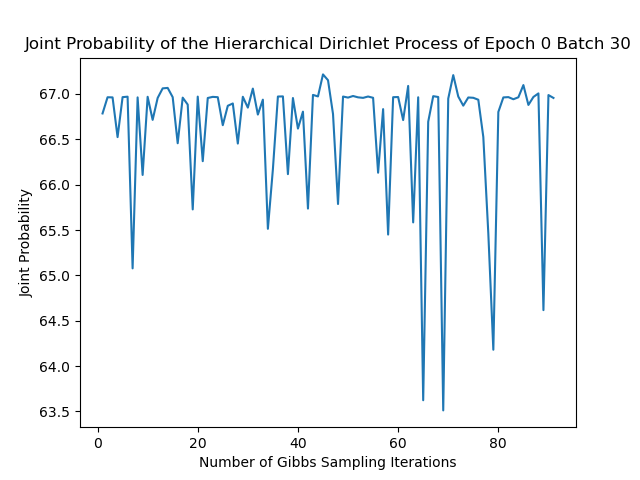 Joint Probability of the Hierarchical Dirichlet Process of Epoch 0 Batch 30
67.0
66.5
66.0
65.5
65.0
64.5
64.0
63.5
Joint Probability
0 20 40 60 80
Number of Gibbs Sampling Iterations